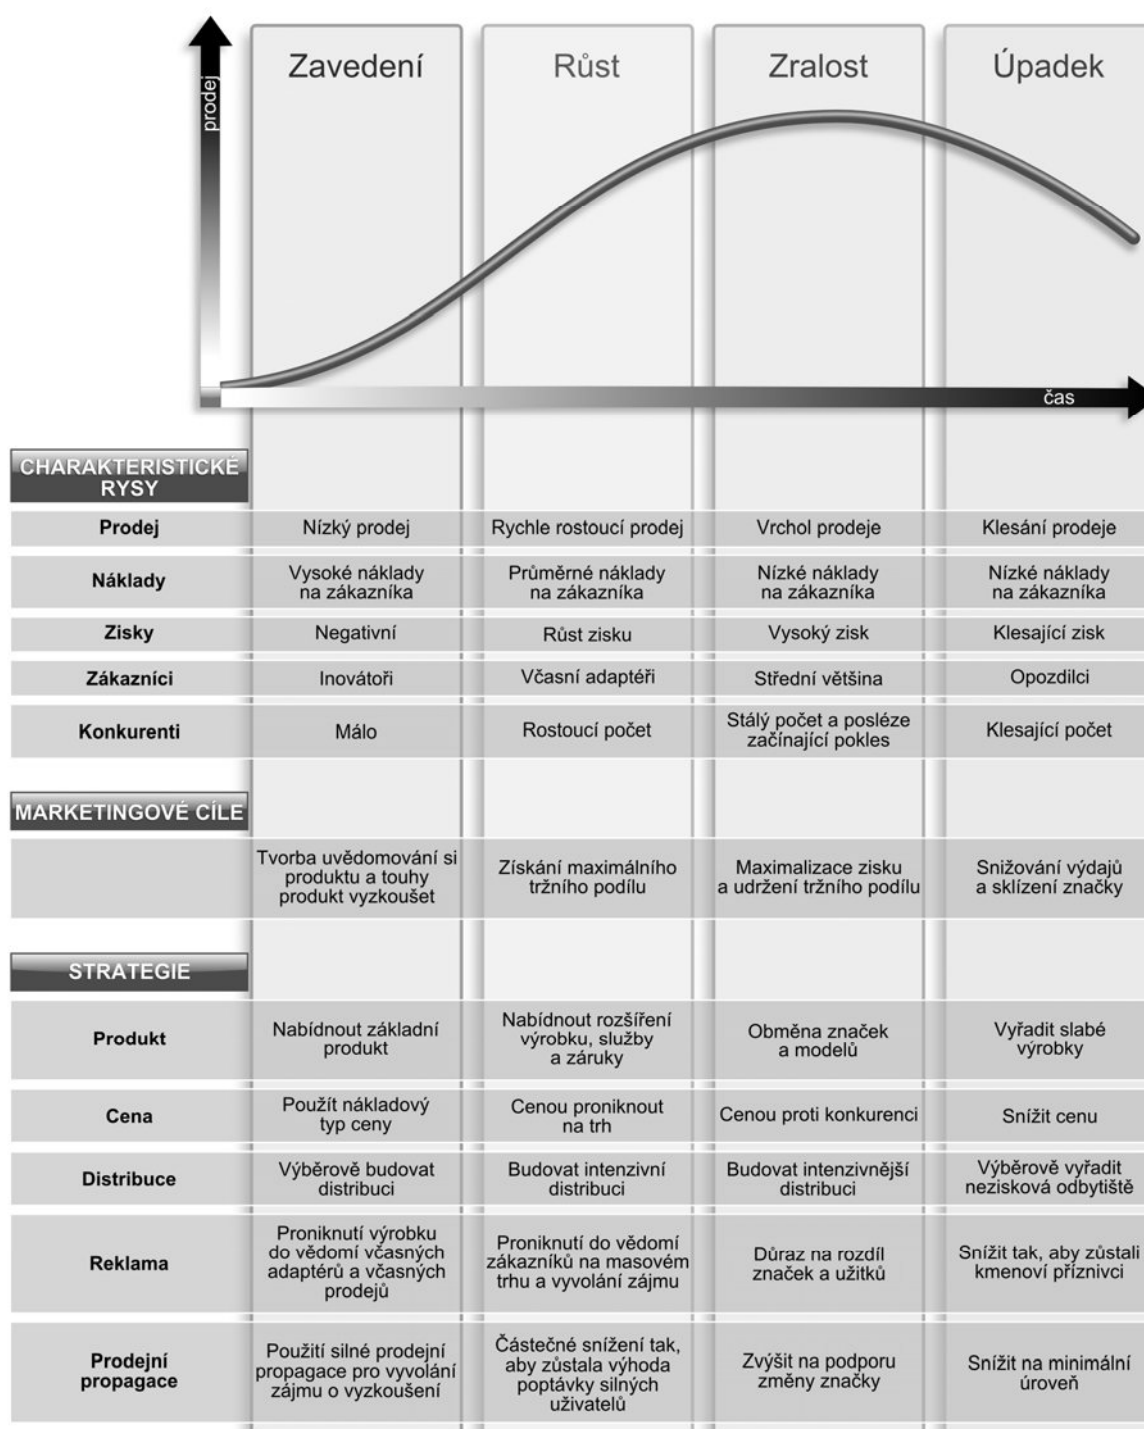 prodej
Zavedení
Růst
Zralost
Úpadek
čas
CHARAKTERISTICKÉ
RYSY
Prodej
Nízký prodej
Rychle rostoucí prodej
Vrchol prodeje
Klesání prodeje
Náklady
Vysoké náklady
na zákazníka
Průměrné náklady
na zákazníka
Nízké náklady
na zákazníka
Nízké náklady
na zákazníka
Zisky
Negativní
Růst zisku
Vysoký zisk
Klesající zisk
Zákazníci
Inovátoři
Včasní adaptéři
Střední většina
Opozdilci
Konkurenti
Málo
Rostoucí počet
Stálý počet a posléze
začínající pokles
Klesající počet
MARKETINGOVÉ CÍLE
Tvorba uvědomování si
produktu a touhy
produkt vyzkoušet
Získání maximálního
tržního podílu
Maximalizace zisku
a udržení tržního podílu
Snižování výdajů
a sklízení značky
STRATEGIE
Produkt
Nabídnout základní
produkt
Nabídnout rozšíření
výrobku, služby
a záruky
Obměna značek
a modelů
Vyřadit slabé
výrobky
Cena
Použít nákladový
typ ceny
Cenou proniknout
na trh
Cenou proti konkurenci
Snížit cenu
Distribuce
Výběrově budovat
distribuci
Budovat intenzivní
distribuci
Budovat intenzivnější
distribuci
Výběrově vyřadit
nezisková odbytiště
Reklama
Proniknutí výrobku
do vědomí včasných
adaptérů a včasných
prodejů
Proniknutí do vědomí
zákazníků na masovém
trhu a vyvolání zájmu
Důraz na rozdíl
značek a užitků
Snížit tak, aby zůstali
kmenoví příznivci
Prodejní
propagace
Použití silné prodejní
propagace pro vyvolání
zájmu o vyzkoušení
Částečné snížení tak,
aby zůstala výhoda
poptávky silných
uživatelů
Zvýšit na podporu
změny značky
Snížit na minimální
úroveň